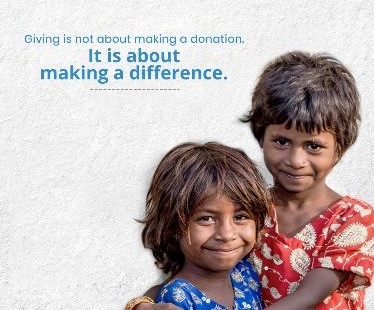 Giving is not about making a donation.
It is about
making a difference.